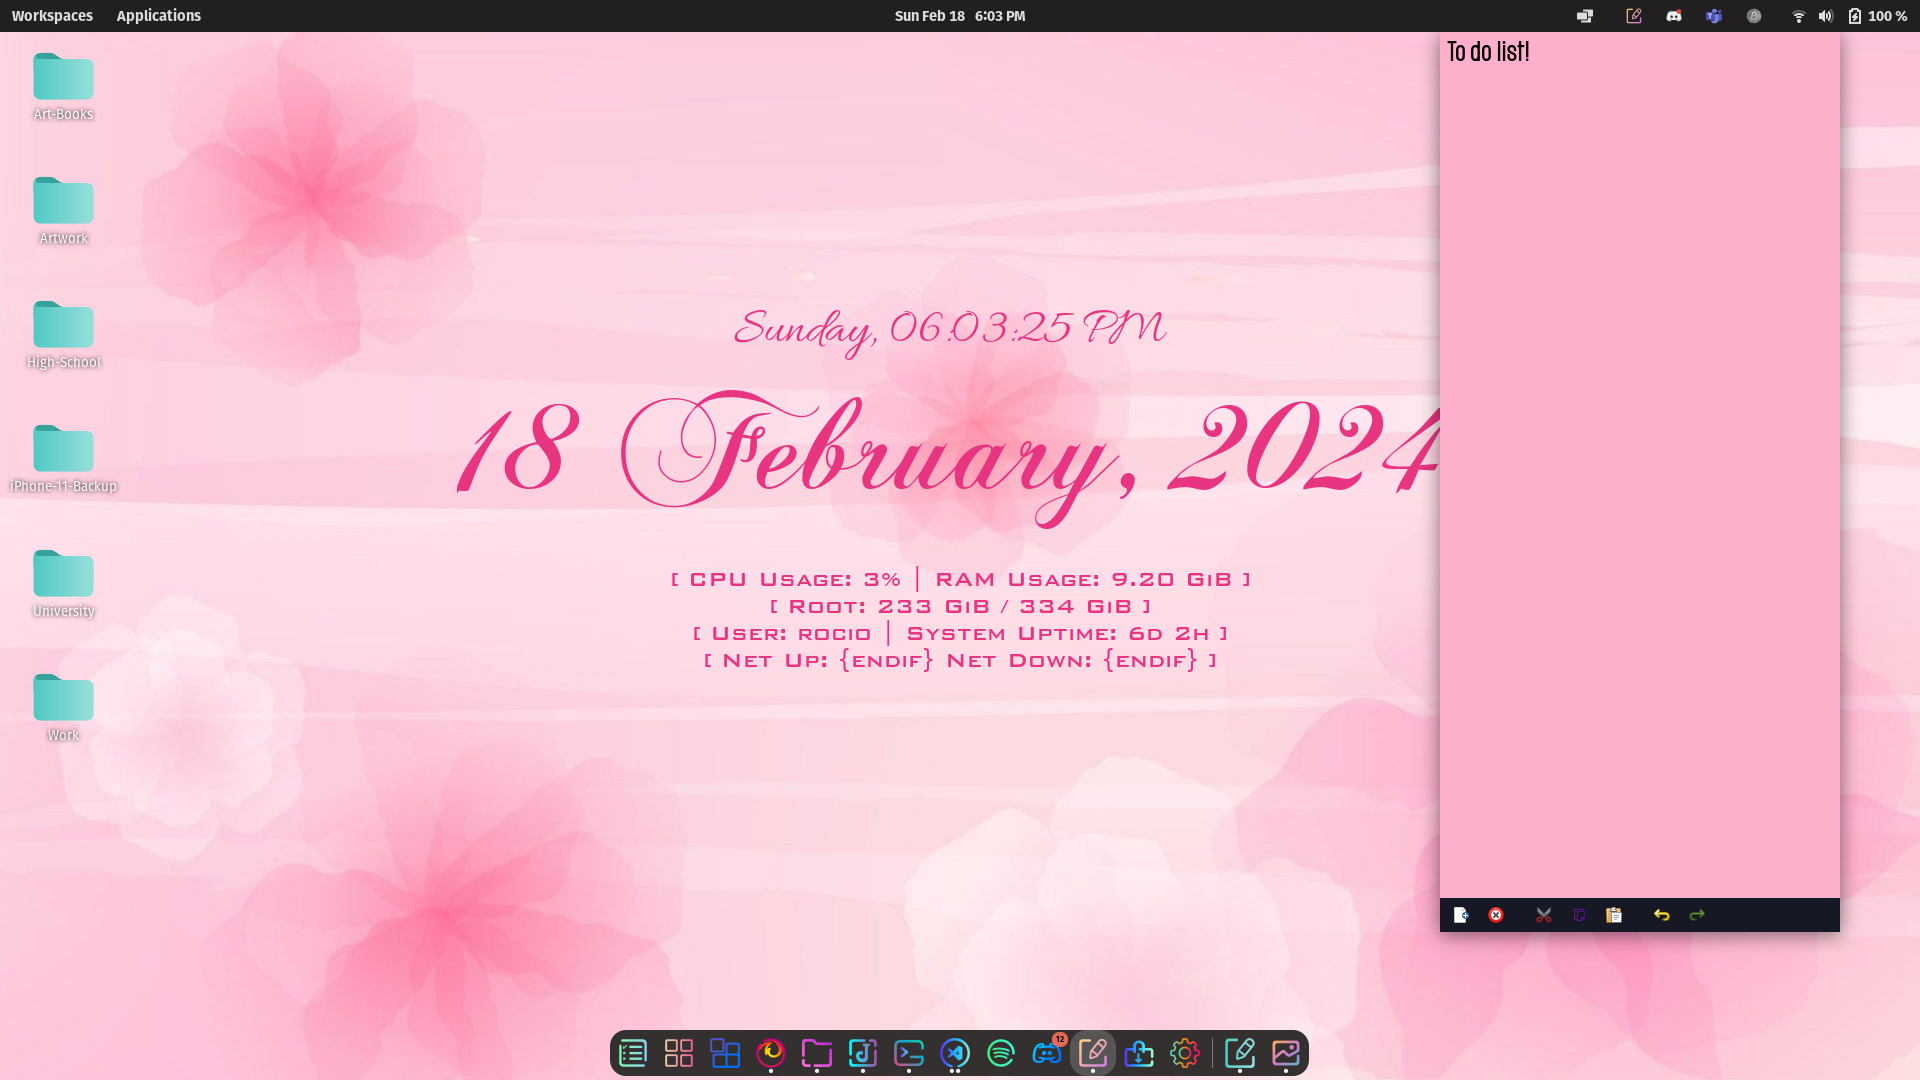 Workspaces Applications Sun Feb 18 6:03 PM 100 %
Art-Books
Artwork
High-School
iPhone-11-Backup
University
Work
Sunday, 06:03:25 PM
18 February, 2024
[ CPU Usage: 3% | RAM Usage: 9.20 GiB ]
[ Root: 233 GiB / 334 GiB ]
[ User: rocio | System Uptime: 6d 2h ]
[ Net Up: {endif} Net Down: {endif} ]
To do list!
12